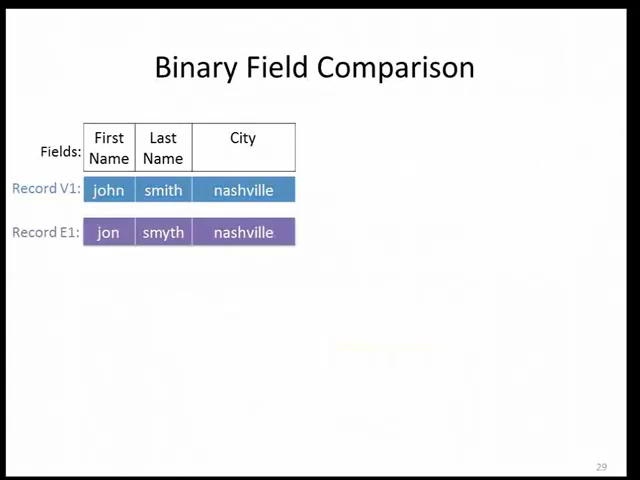 Binary Field Comparison
Fields: First Name Last Name City
Record V1: john smith nashville
Record E1: jon smyth nashville
29